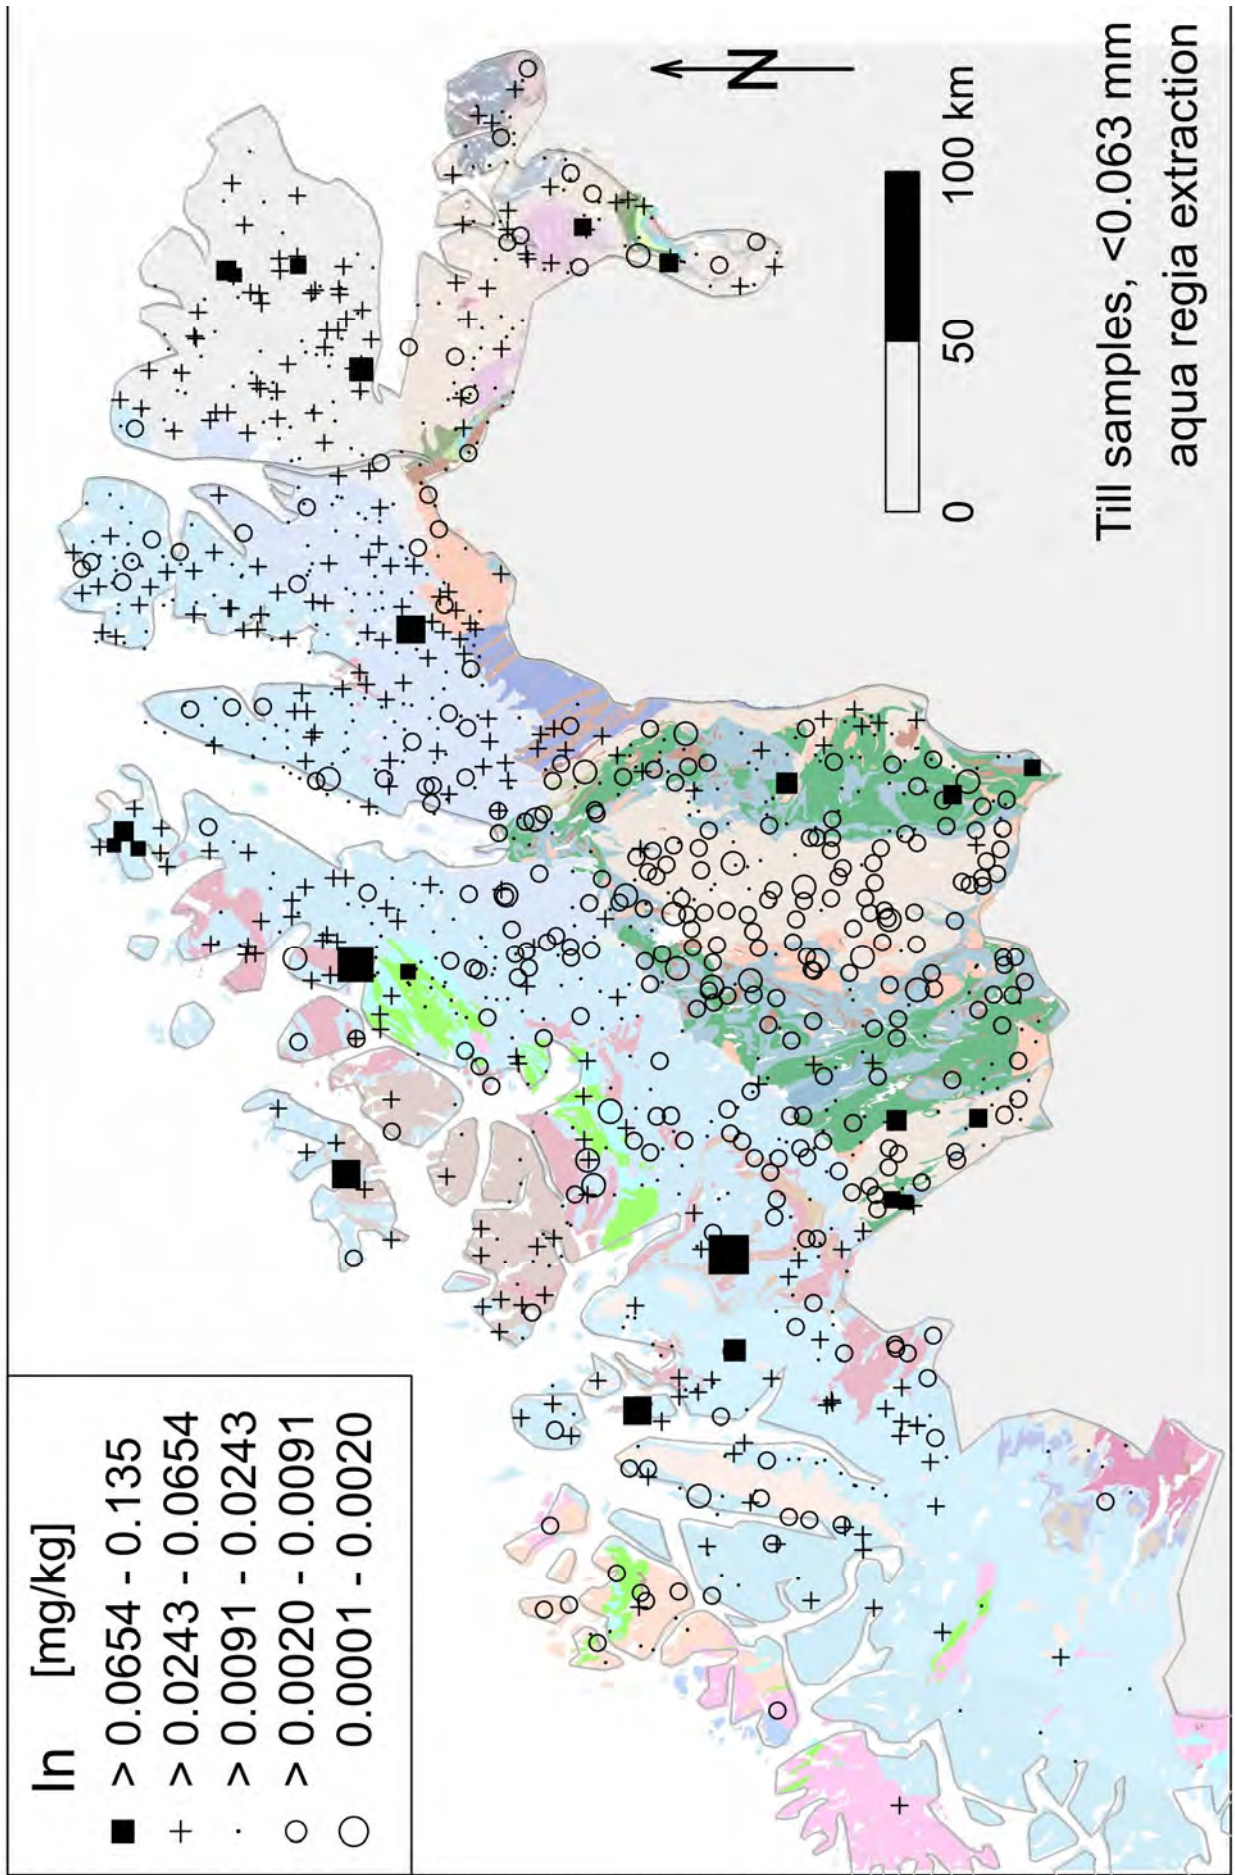 In [mg/kg]
> 0.0654 - 0.135
> 0.0243 - 0.0654
> 0.0091 - 0.0243
> 0.0020 - 0.0091
0.0001 - 0.0020
N
0 50 100 km
Till samples, <0.063 mm
aqua regia extraction